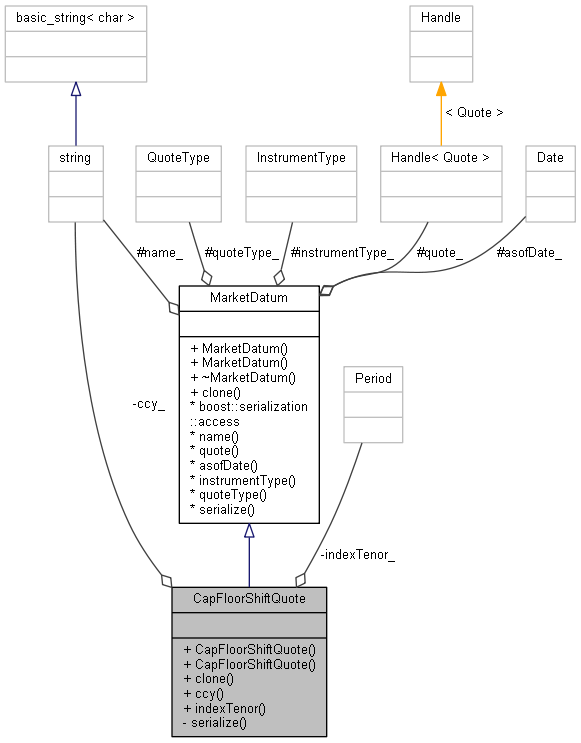 basic_string< char >
Handle
< Quote >
string
QuoteType
InstrumentType
Handle< Quote >
Date
#name_
#quoteType_
#instrumentType_
#quote_
#asofDate_
MarketDatum
+ MarketDatum()
+ MarketDatum()
+ ~MarketDatum()
+ clone()
* boost::serialization
::access
* name()
* quote()
* asofDate()
* instrumentType()
* quoteType()
* serialize()
Period
-ccy_
-indexTenor_
CapFloorShiftQuote
+ CapFloorShiftQuote()
+ CapFloorShiftQuote()
+ clone()
+ ccy()
+ indexTenor()
- serialize()